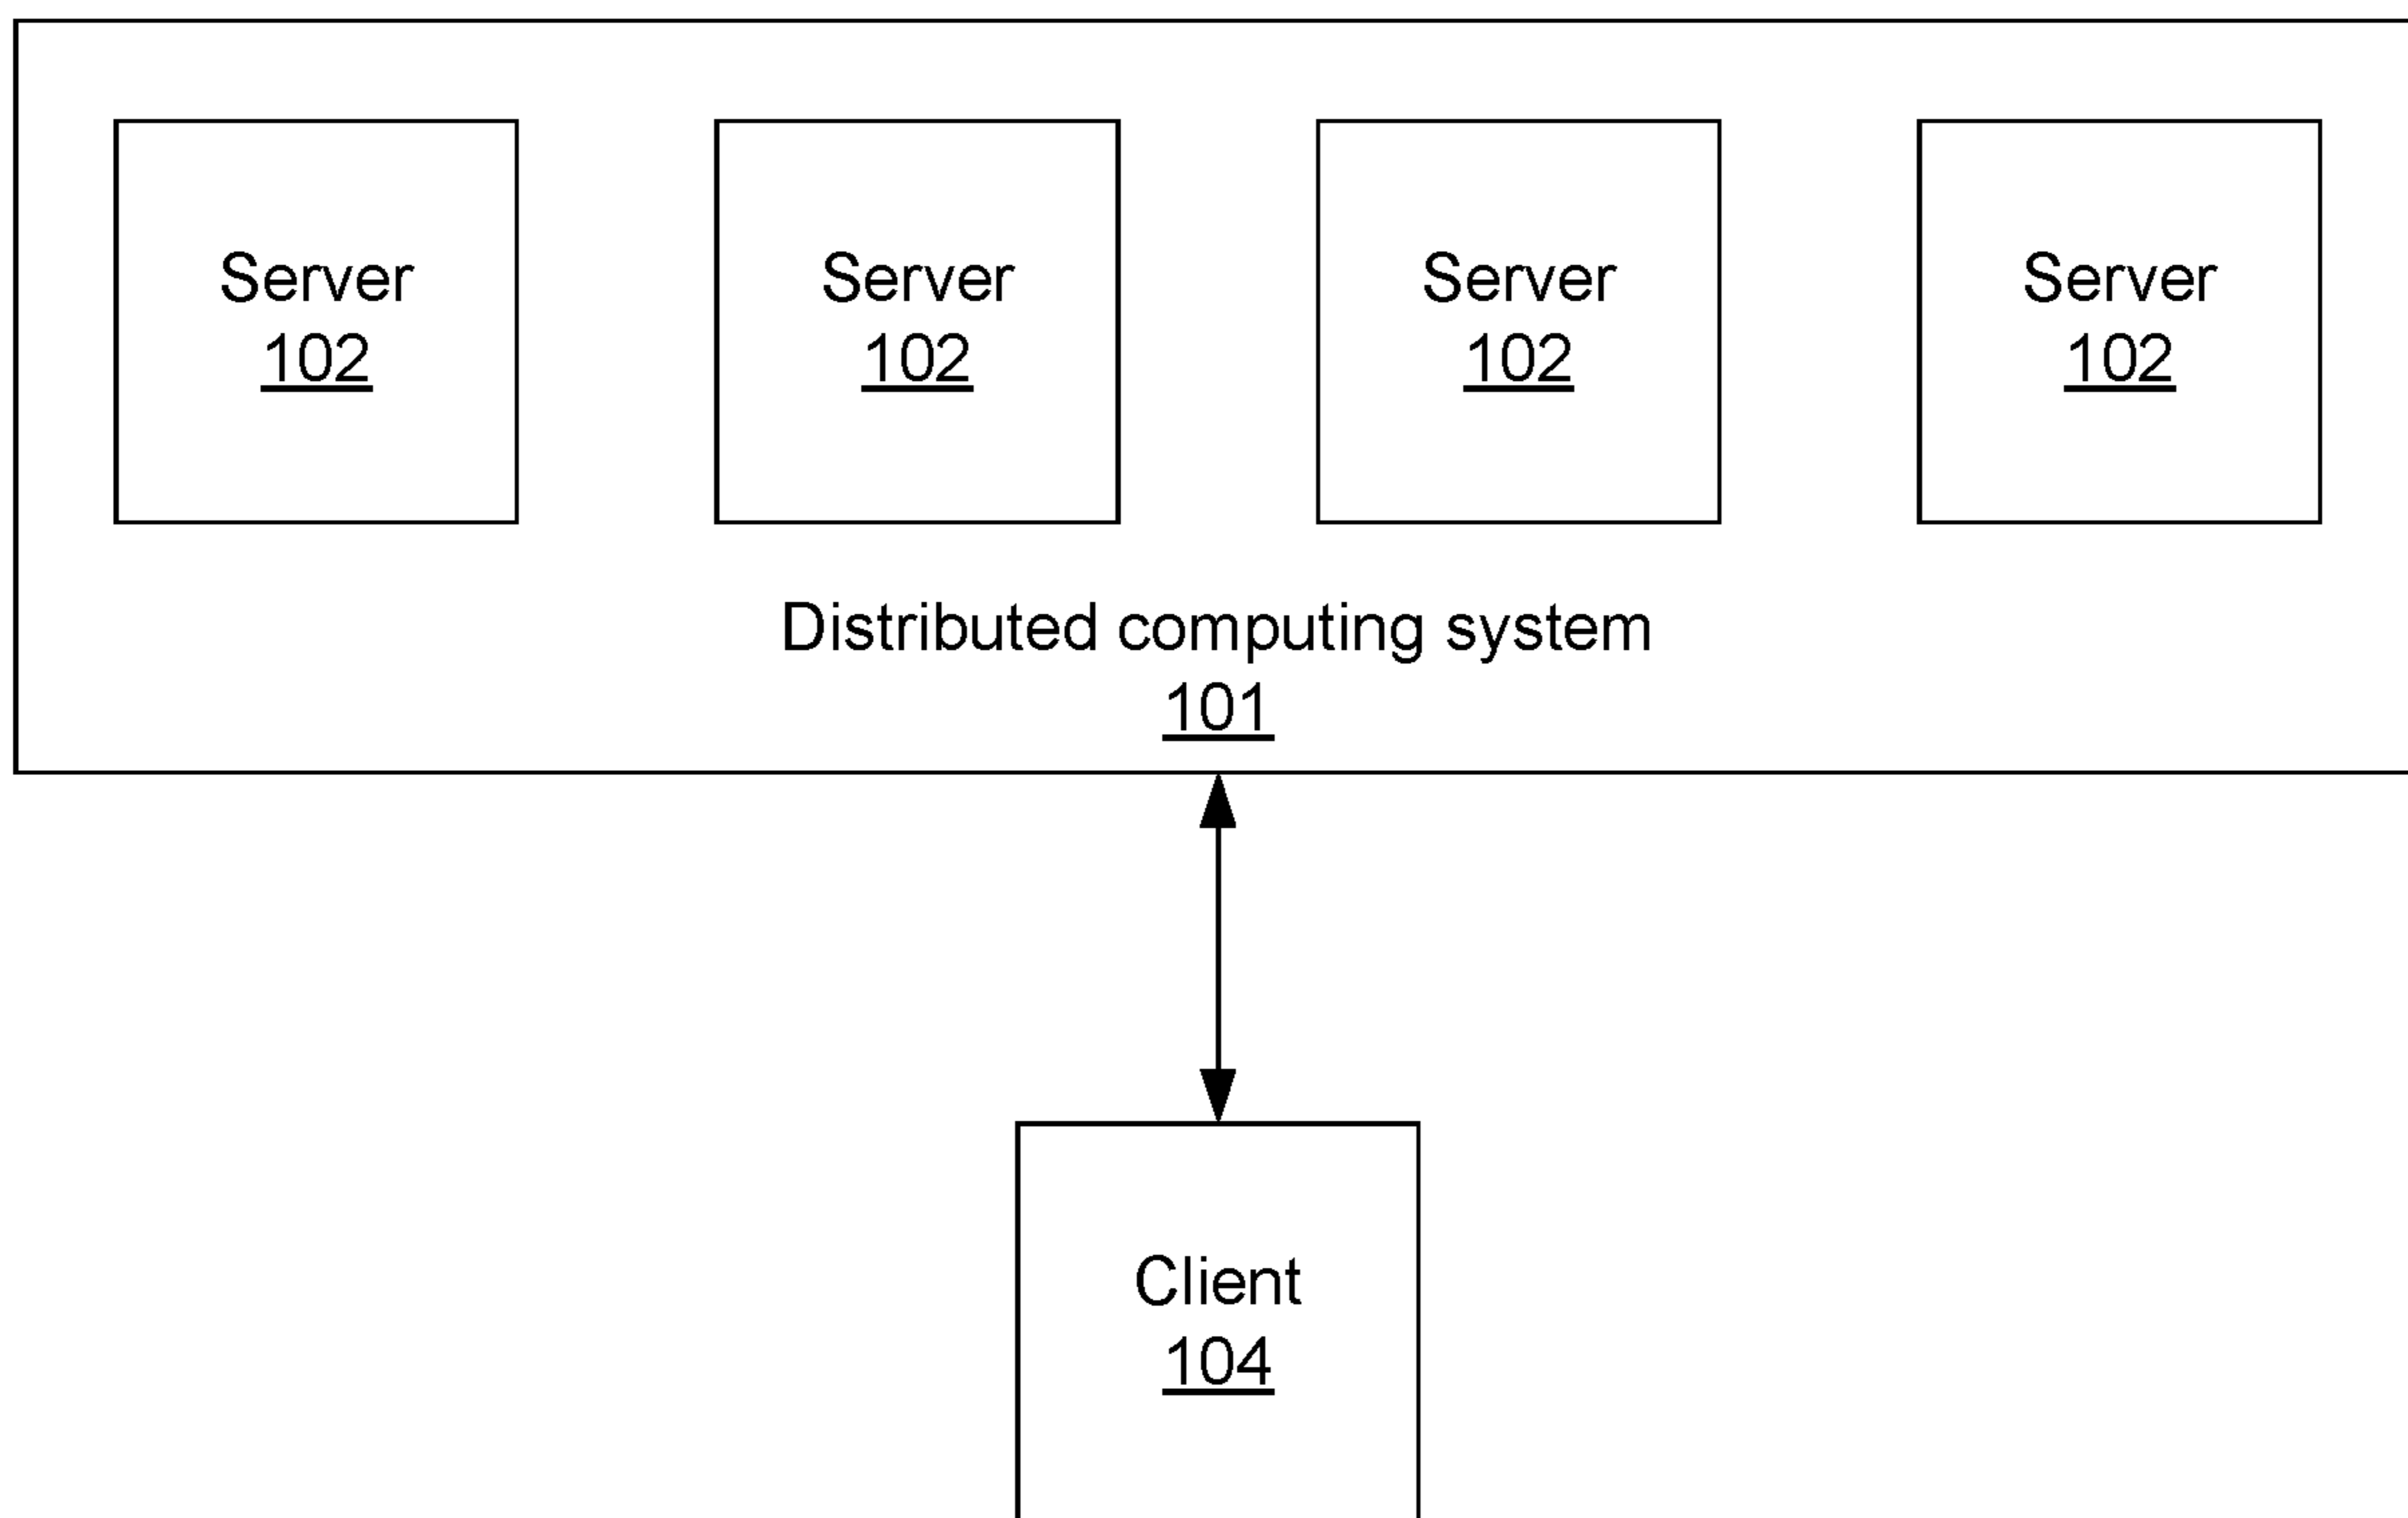 Server
102
Server
102
Server
102
Server
102
Distributed computing system
101
Client
104